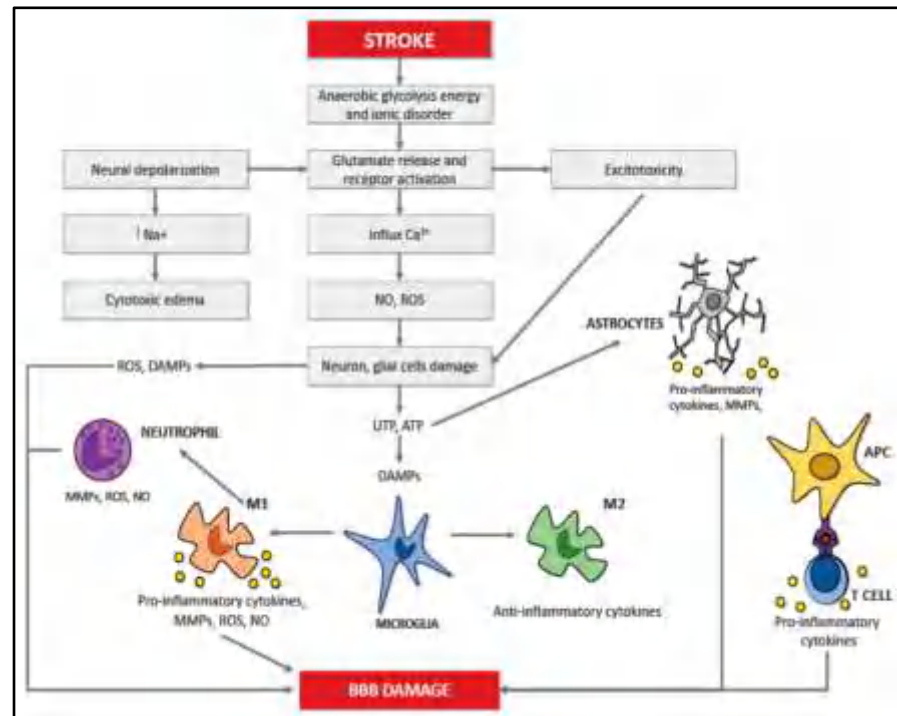 STROKE
Anaerobic glycolysis energy
and ionic disorder
Neural depolarization
Glutamate release and
receptor activation
Excitotoxicity
Na+
Influx Ca²⁺
Cytotoxic edema
NO, ROS
ASTROCYTES
ROS, DAMPs
Neuron, glial cells damage
Pro-inflammatory
cytokines, MMPs,
UTP, ATP
NEUTROPHIL
APC
DAMPs
MMPs, ROS, NO
M1
M2
T CELL
Pro-inflammatory cytokines,
MMPs, ROS, NO
MICROGLIA
Anti-inflammatory cytokines
Pro-inflammatory
cytokines
BBB DAMAGE